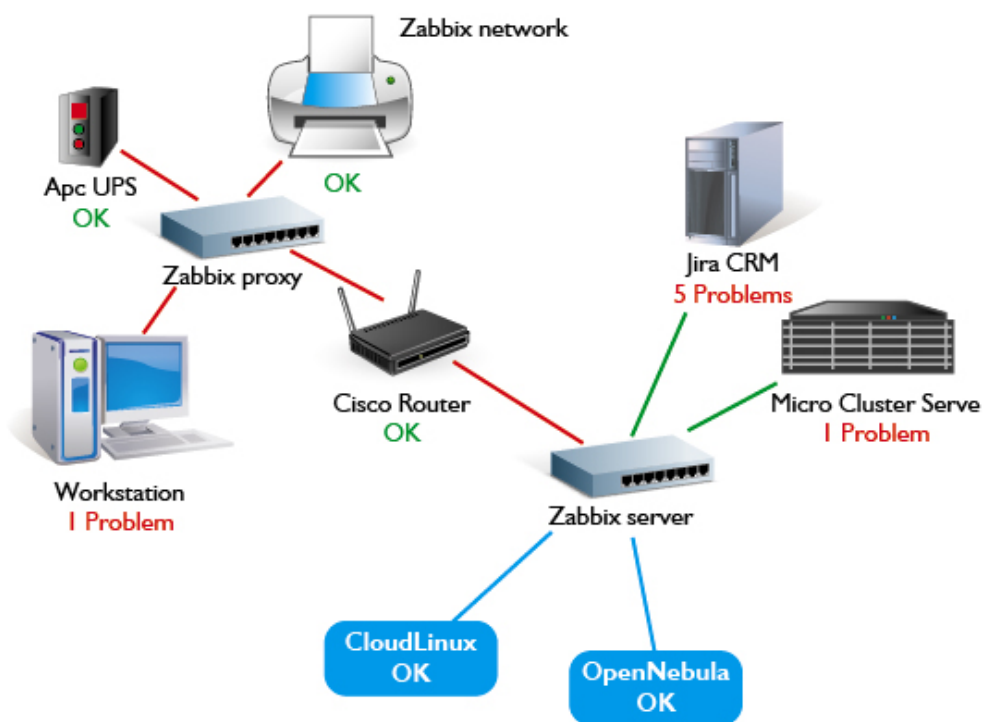 Zabbix network
Apc UPS
OK
OK
Zabbix proxy
Jira CRM
5 Problems
Cisco Router
OK
Micro Cluster Serve
1 Problem
Workstation
1 Problem
Zabbix server
CloudLinux
OK
OpenNebula
OK